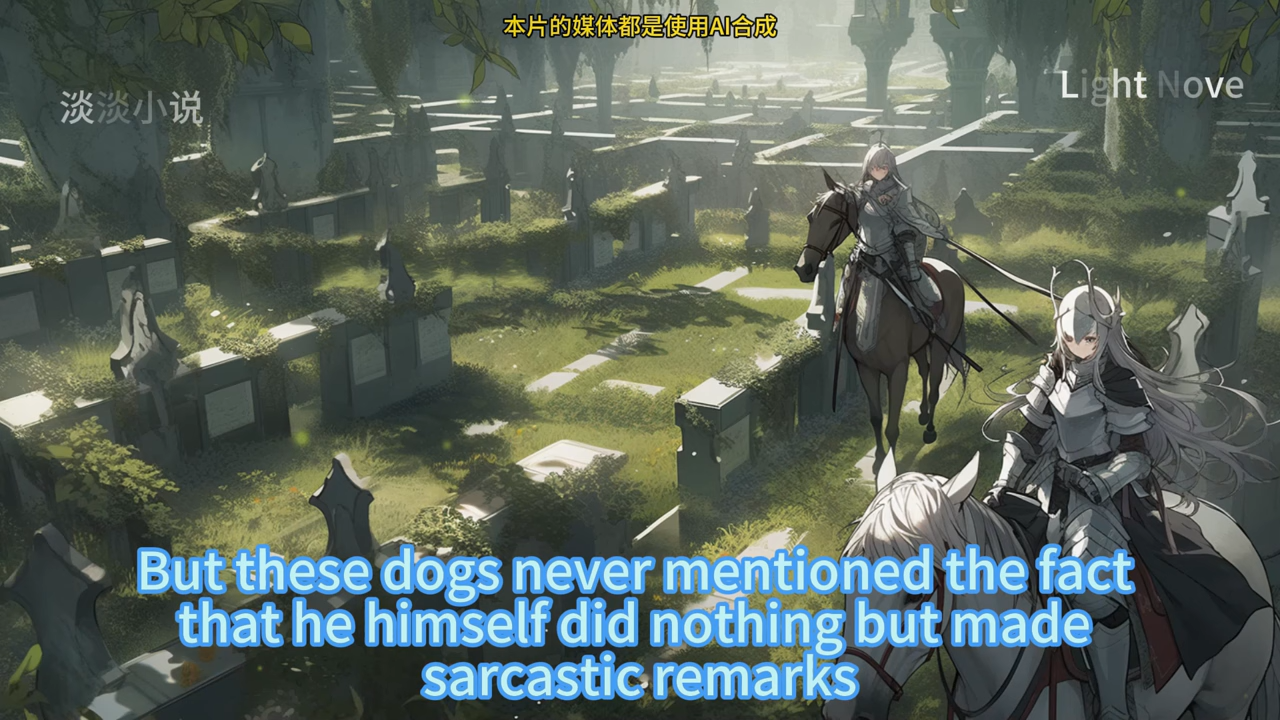 本片的媒体都是使用AI合成
淡淡小说
Light Nove
But these dogs never mentioned the fact
that he himself did nothing but made
sarcastic remarks